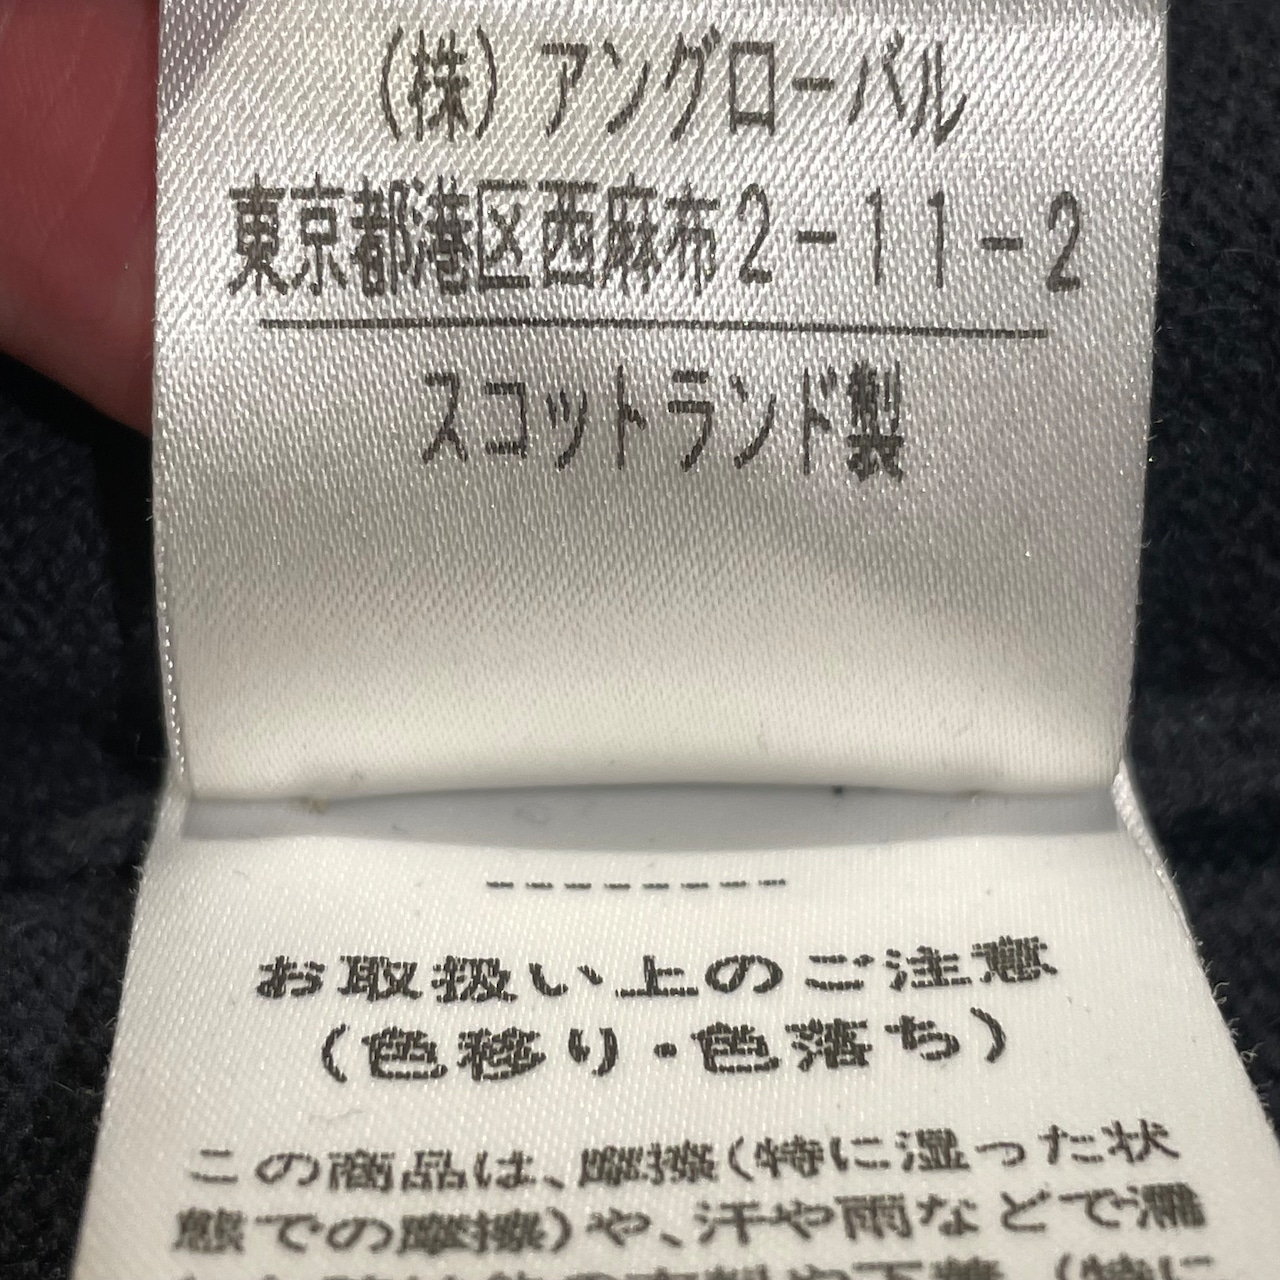 (株)アングローバル
東京都港区西麻布2-11-2
スコットランド製
--------
お取扱い上のご注意
(色移り・色落ち)
この商品は、摩擦(特に湿った状
態での摩擦)や、汗や雨などで濡